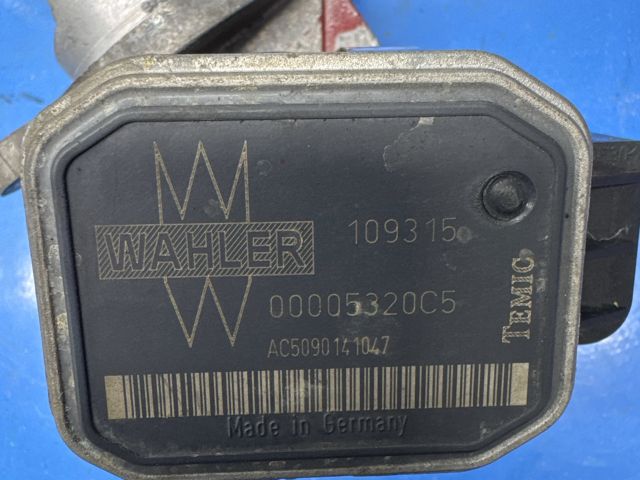 W
WAHLER
W
109315
00005320C5
TEMIC
AC5090141047
Made in Germany